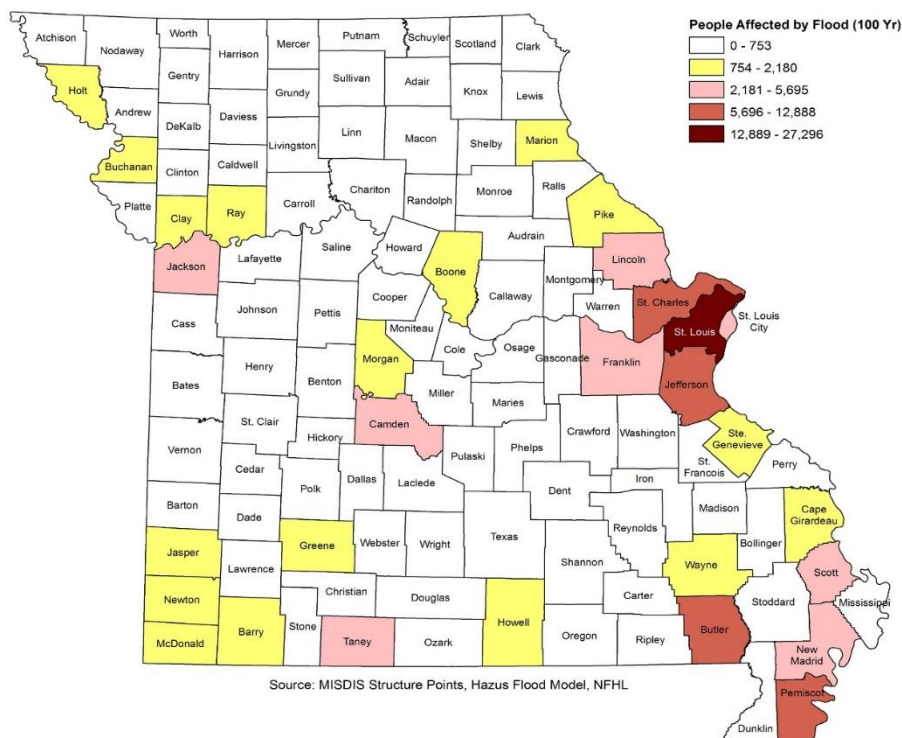 People Affected by Flood (100 Yr)
0 - 753
754 - 2,180
2,181 - 5,695
5,696 - 12,888
12,889 - 27,296
Atchison
Nodaway
Worth
Harrison
Mercer
Putnam
Schuyler
Scotland
Clark
Gentry
Sullivan
Adair
Knox
Lewis
Holt
Andrew
DeKalb
Daviess
Grundy
Linn
Macon
Shelby
Marion
Buchanan
Clinton
Caldwell
Livingston
Chariton
Randolph
Monroe
Ralls
Platte
Clay
Ray
Carroll
Pike
Audrain
Jackson
Lafayette
Saline
Howard
Boone
Callaway
Montgomery
Lincoln
Warren
St. Charles
St. Louis
St. Louis
City
Cass
Johnson
Pettis
Cooper
Moniteau
Cole
Osage
Gasconade
Franklin
Jefferson
Bates
Henry
Benton
Morgan
Miller
Maries
St. Clair
Hickory
Camden
Pulaski
Phelps
Crawford
Washington
Ste.
Genevieve
St.
Francois
Perry
Vernon
Cedar
Polk
Dallas
Laclede
Dent
Iron
Madison
Cape
Girardeau
Bollinger
Barton
Dade
Greene
Webster
Wright
Texas
Shannon
Reynolds
Wayne
Scott
Jasper
Lawrence
Christian
Douglas
Carter
Stoddard
Mississippi
Newton
McDonald
Barry
Stone
Taney
Ozark
Howell
Oregon
Ripley
Butler
New
Madrid
Pemiscot
Dunklin
Source: MISDIS Structure Points, Hazus Flood Model, NFHL